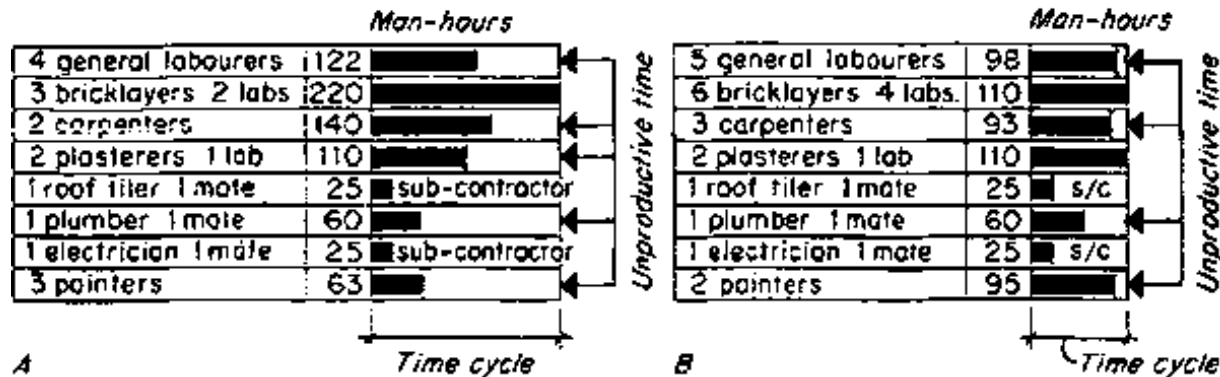 Man-hours
4 general labourers 122
3 bricklayers 2 labs 220
2 carpenters 140
2 plasterers 1 lab 110
1 roof tiler 1 mate 25 sub-contractor
1 plumber 1 mate 60
1 electrician 1 mate 25 sub-contractor
3 painters 63
Unproductive time
A Time cycle
Man-hours
5 general labourers 98
6 bricklayers 4 labs. 110
3 carpenters 93
2 plasterers 1 lab 110
1 roof tiler 1 mate 25 s/c
1 plumber 1 mate 60
1 electrician 1 mate 25 s/c
2 painters 95
Unproductive time
B Time cycle